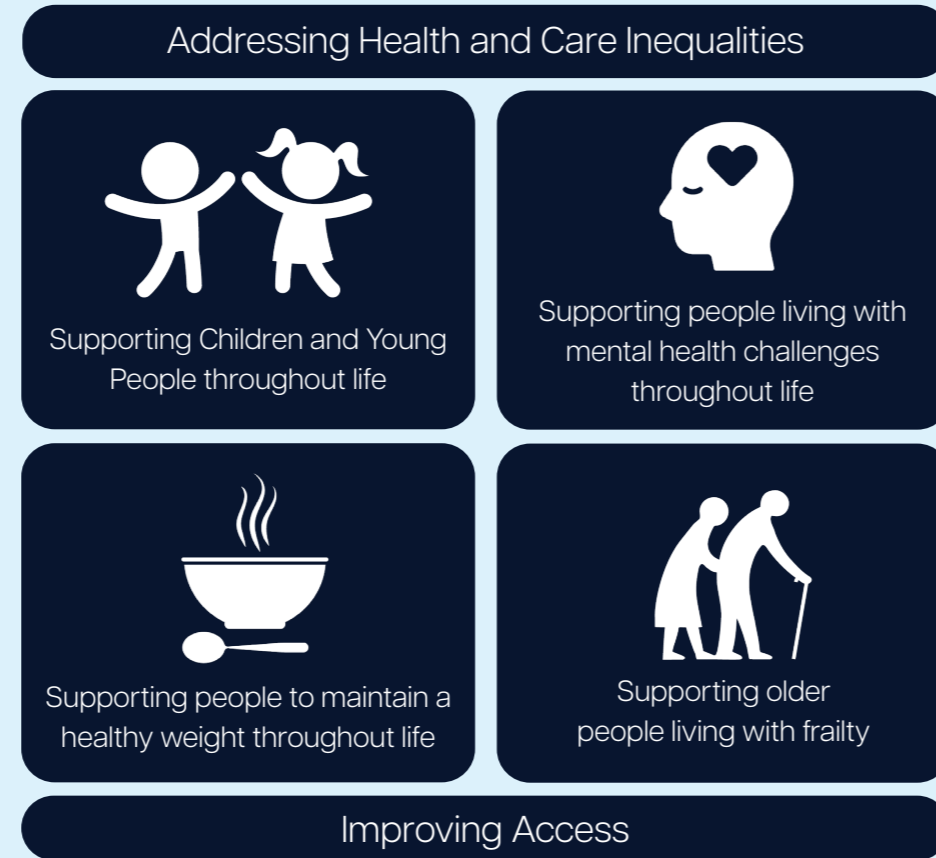 Addressing Health and Care Inequalities
Supporting Children and Young
People throughout life
Supporting people living with
mental health challenges
throughout life
Supporting people to maintain a
healthy weight throughout life
Supporting older
people living with frailty
Improving Access